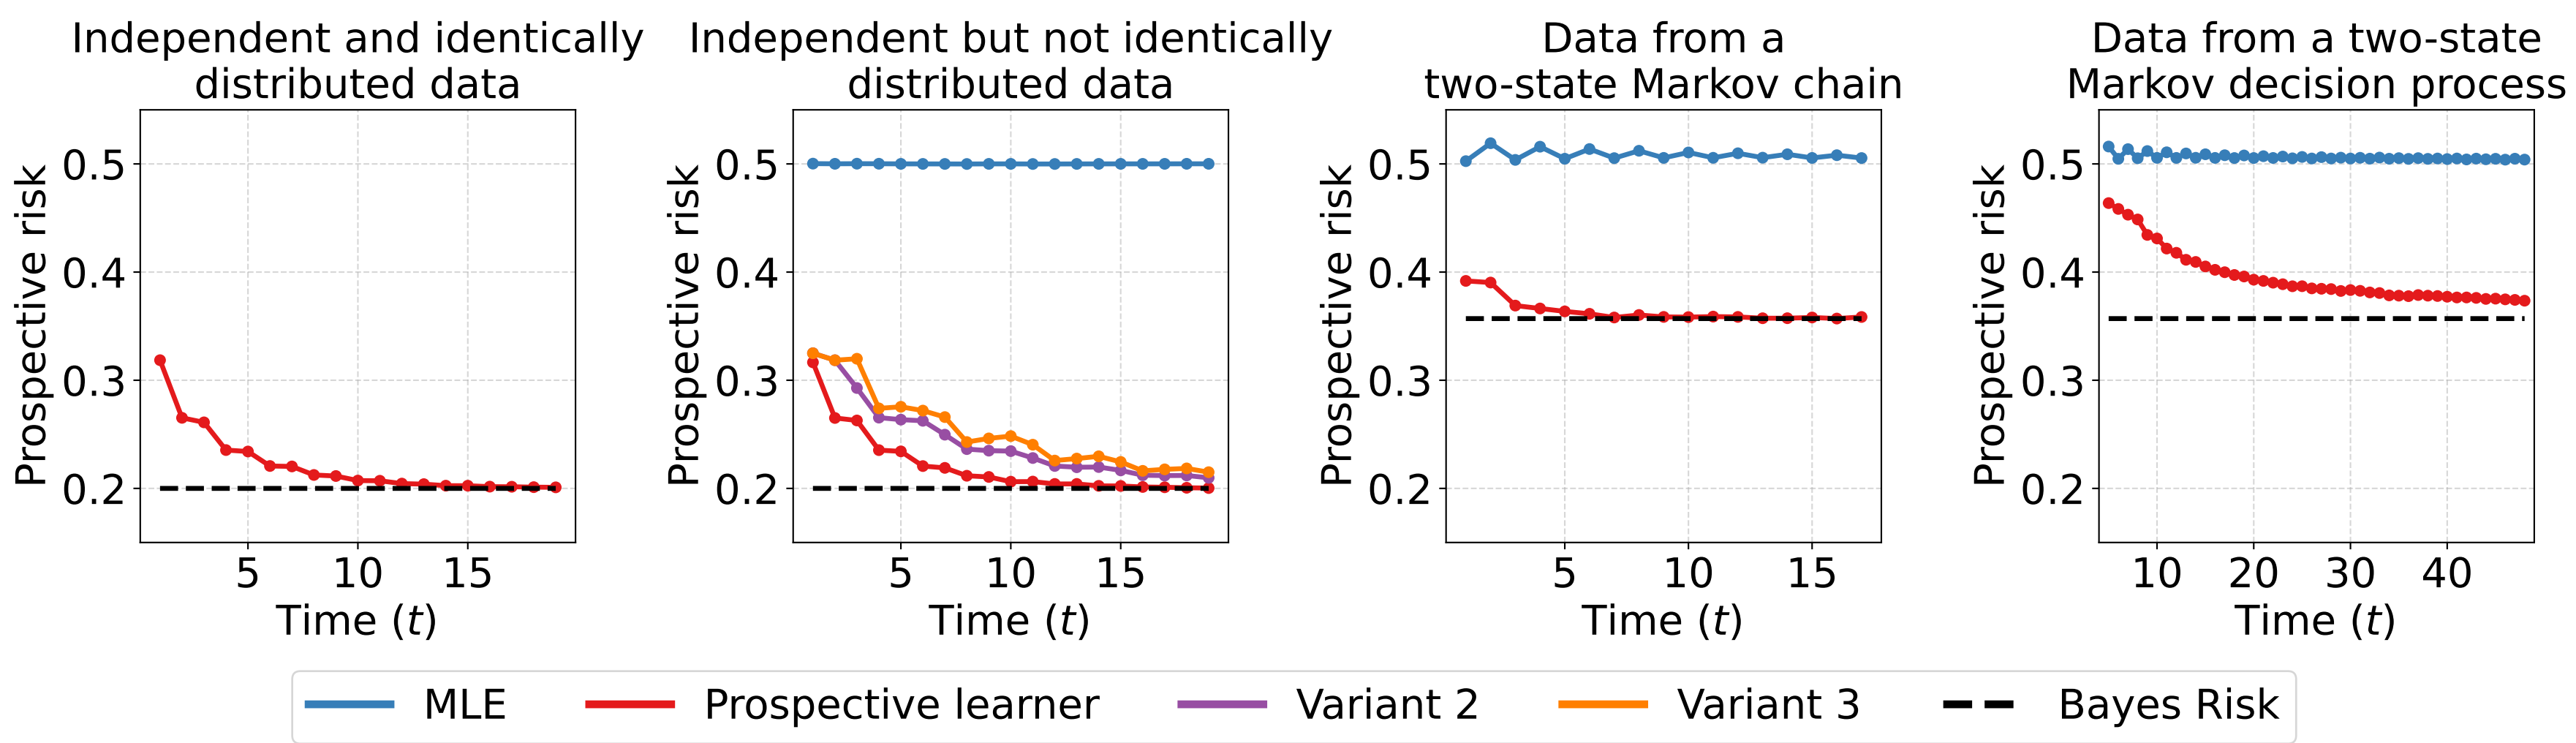 Independent and identically
distributed data
Prospective risk
0.5
0.4
0.3
0.2
5 10 15
Time (t)
Independent but not identically
distributed data
Prospective risk
0.5
0.4
0.3
0.2
5 10 15
Time (t)
Data from a
two-state Markov chain
Prospective risk
0.5
0.4
0.3
0.2
5 10 15
Time (t)
Data from a two-state
Markov decision process
Prospective risk
0.5
0.4
0.3
0.2
10 20 30 40
Time (t)
MLE Prospective learner Variant 2 Variant 3 Bayes Risk